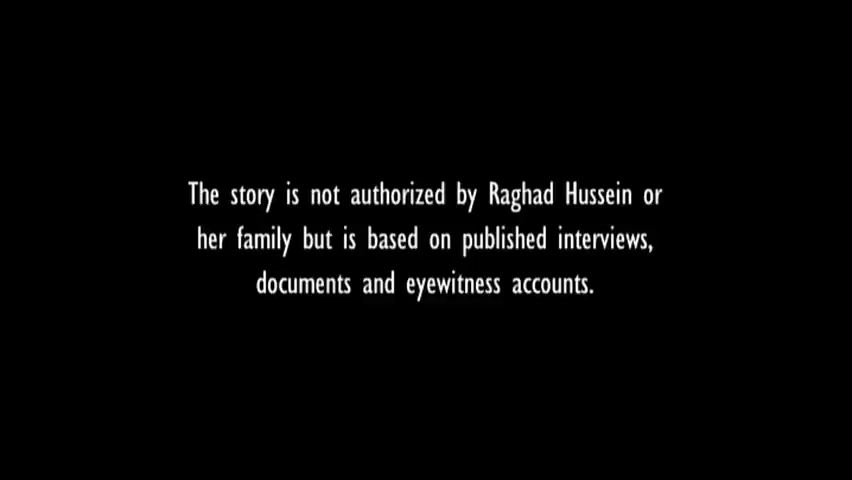 The story is not authorized by Raghad Hussein or
her family but is based on published interviews,
documents and eyewitness accounts.